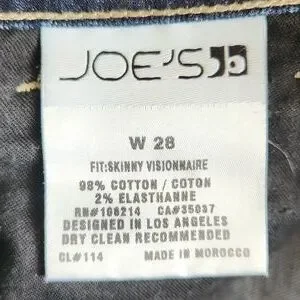 JOE'S
W 28
FIT:SKINNY VISIONNAIRE
98% COTTON / COTON
2% ELASTHANNE
RN#106214 CA#35037
DESIGNED IN LOS ANGELES
DRY CLEAN RECOMMENDED
CL#114 MADE IN MOROCCO